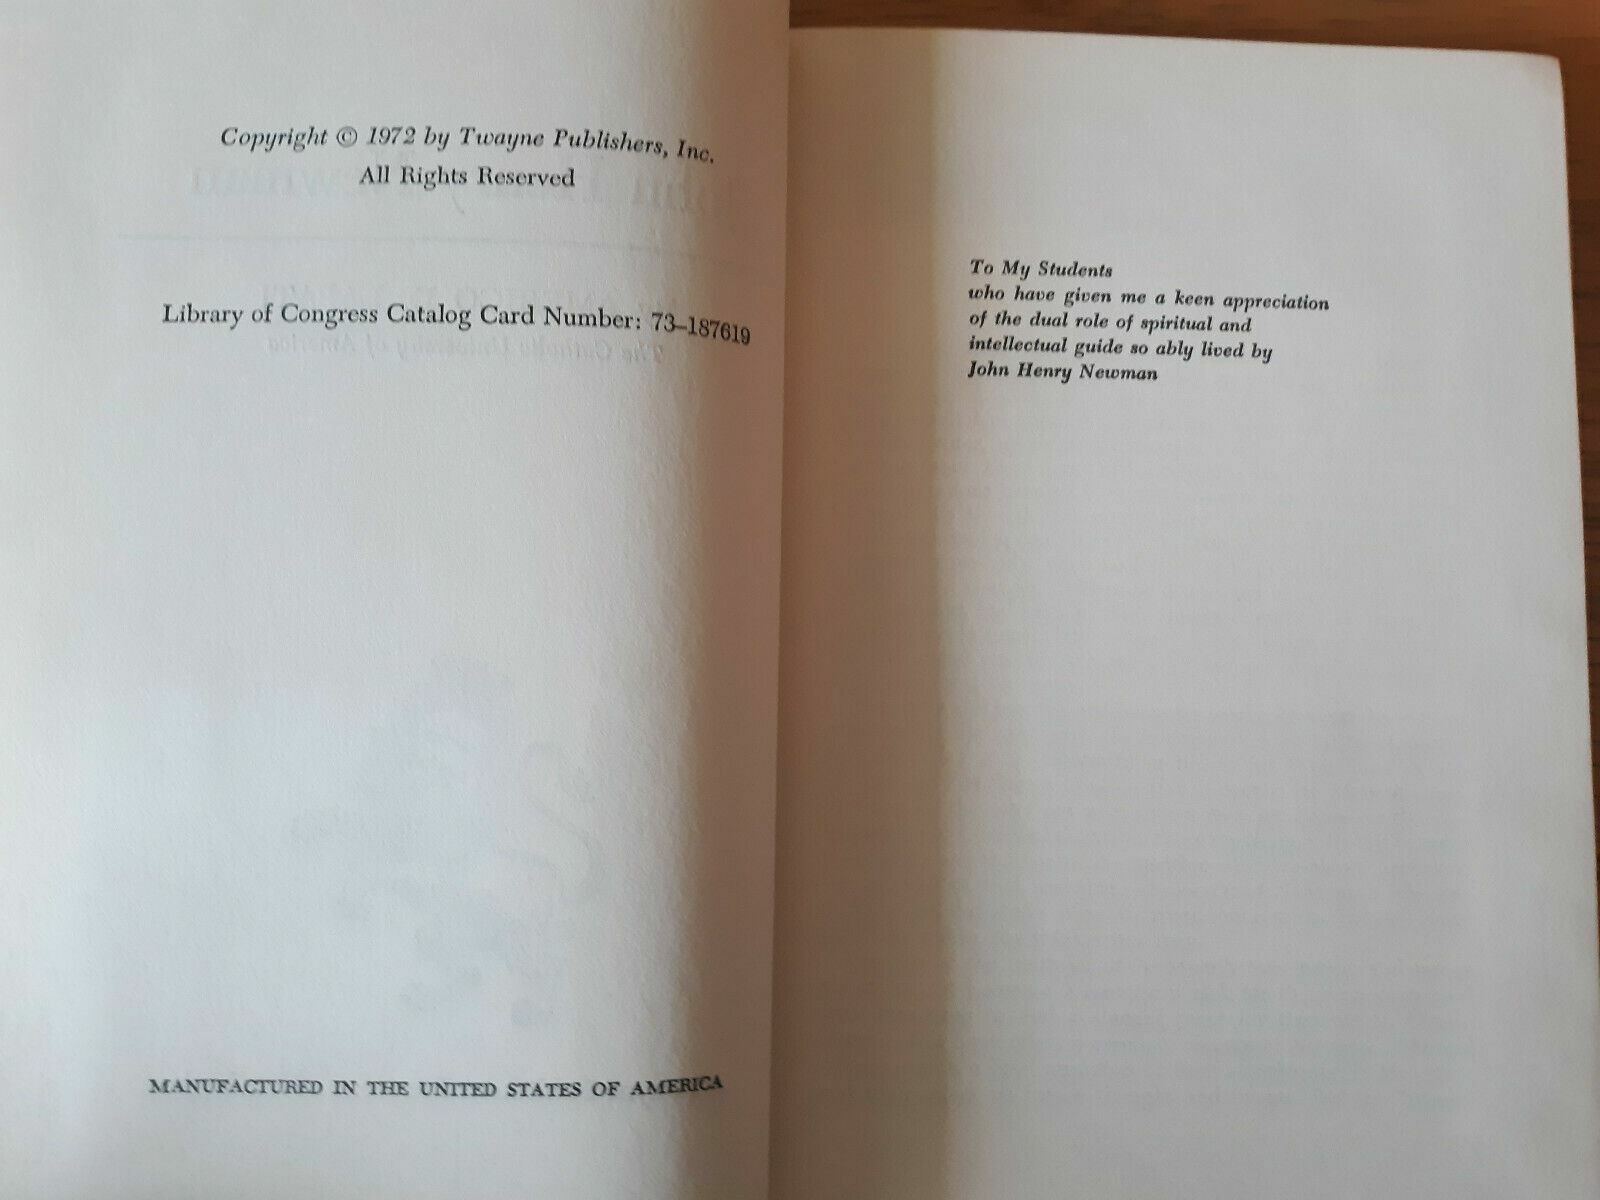 Copyright © 1972 by Twayne Publishers, Inc.
All Rights Reserved
Library of Congress Catalog Card Number: 73-187619
MANUFACTURED IN THE UNITED STATES OF AMERICA
To My Students
who have given me a keen appreciation
of the dual role of spiritual and
intellectual guide so ably lived by
John Henry Newman